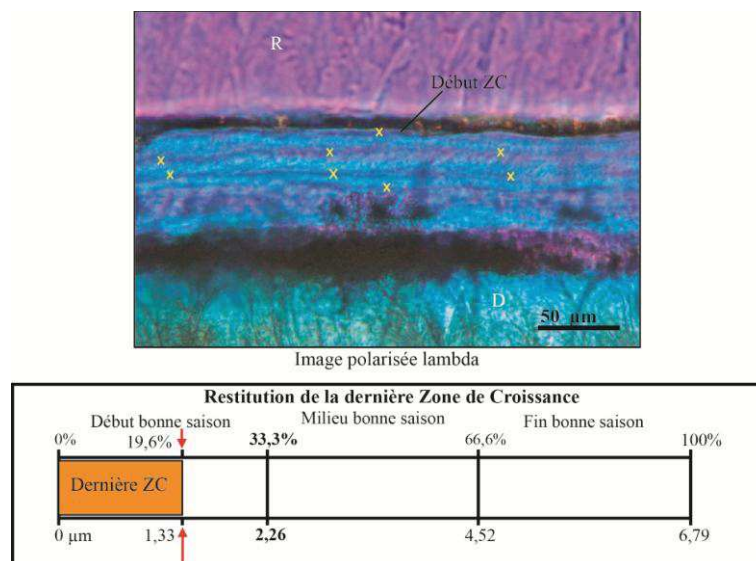 R
Début ZC
D
50 µm
Image polarisée lambda
Restitution de la dernière Zone de Croissance
Début bonne saison Milieu bonne saison Fin bonne saison
0% 19,6% 33,3% 66,6% 100%
Dernière ZC
0 µm 1,33 2,26 4,52 6,79